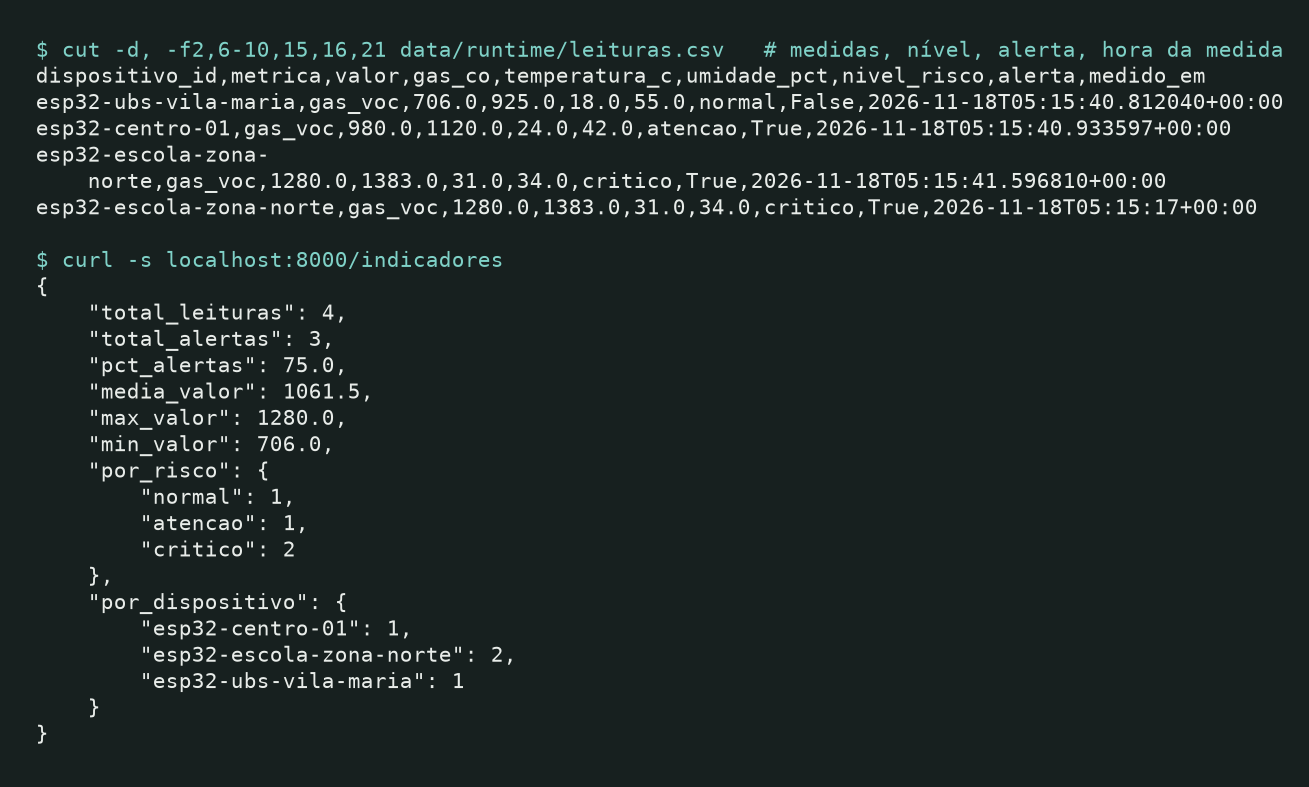 $ cut -d, -f2,6-10,15,16,21 data/runtime/leituras.csv   # medidas, nível, alerta, hora da medida
dispositivo_id,metrica,valor,gas_co,temperatura_c,umidade_pct,nivel_risco,alerta,medido_em
esp32-ubs-vila-maria,gas_voc,706.0,925.0,18.0,55.0,normal,False,2026-11-18T05:15:40.812040+00:00
esp32-centro-01,gas_voc,980.0,1120.0,24.0,42.0,atencao,True,2026-11-18T05:15:40.933597+00:00
esp32-escola-zona-
    norte,gas_voc,1280.0,1383.0,31.0,34.0,critico,True,2026-11-18T05:15:41.596810+00:00
esp32-escola-zona-norte,gas_voc,1280.0,1383.0,31.0,34.0,critico,True,2026-11-18T05:15:17+00:00

$ curl -s localhost:8000/indicadores
{
    "total_leituras": 4,
    "total_alertas": 3,
    "pct_alertas": 75.0,
    "media_valor": 1061.5,
    "max_valor": 1280.0,
    "min_valor": 706.0,
    "por_risco": {
        "normal": 1,
        "atencao": 1,
        "critico": 2
    },
    "por_dispositivo": {
        "esp32-centro-01": 1,
        "esp32-escola-zona-norte": 2,
        "esp32-ubs-vila-maria": 1
    }
}